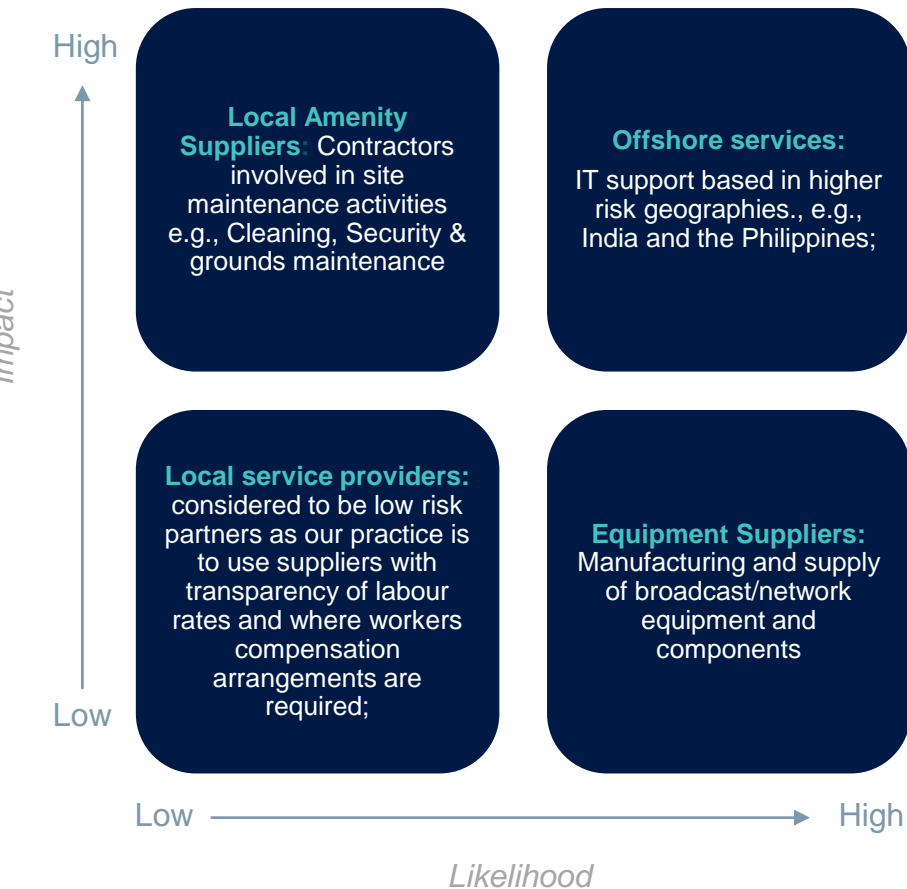 High
Local Amenity
Suppliers: Contractors
involved in site
maintenance activities
e.g., Cleaning, Security &
grounds maintenance
Offshore services:
IT support based in higher
risk geographies., e.g.,
India and the Philippines;
Impact
Local service providers:
considered to be low risk
partners as our practice is
to use suppliers with
transparency of labour
rates and where workers
compensation
arrangements are
required;
Equipment Suppliers:
Manufacturing and supply
of broadcast/network
equipment and
components
Low
Low
High
Likelihood